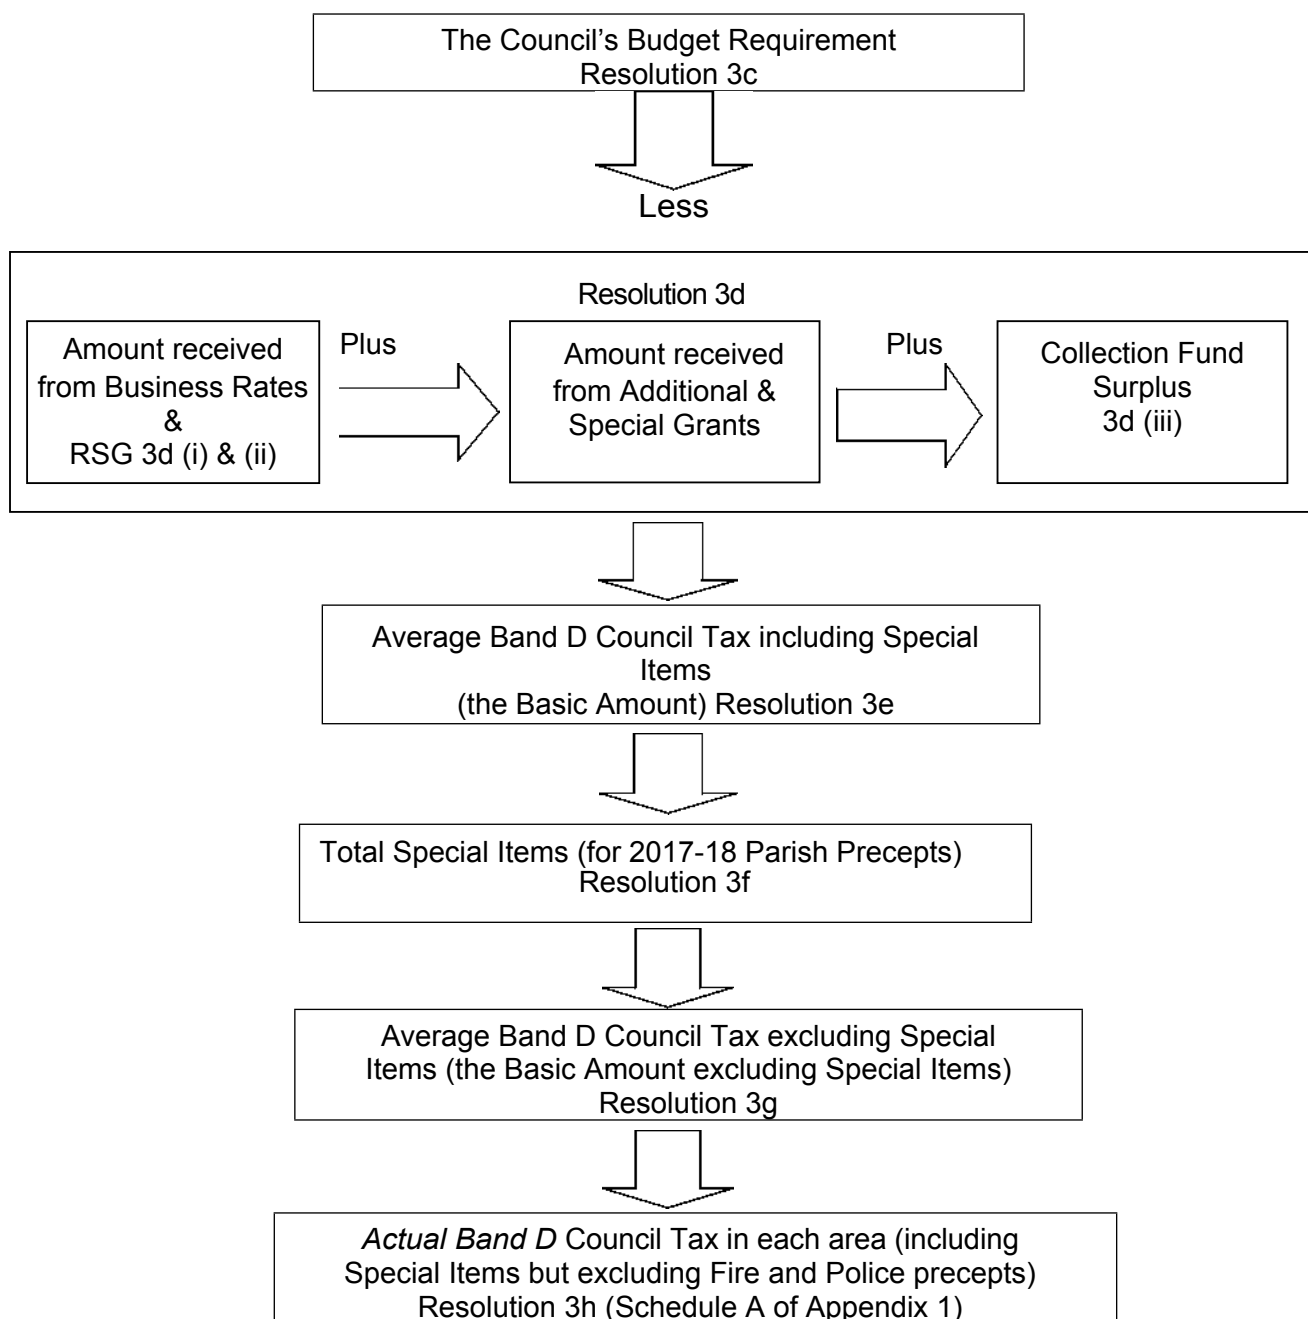 The Council's Budget Requirement
Resolution 3c
Less
Resolution 3d
Amount received
from Business Rates
&
RSG 3d (i) & (ii)
Plus
Amount received
from Additional &
Special Grants
Plus
Collection Fund
Surplus
3d (iii)
Average Band D Council Tax including Special
Items
(the Basic Amount) Resolution 3e
Total Special Items (for 2017-18 Parish Precepts)
Resolution 3f
Average Band D Council Tax excluding Special
Items (the Basic Amount excluding Special Items)
Resolution 3g
Actual Band D Council Tax in each area (including
Special Items but excluding Fire and Police precepts)
Resolution 3h (Schedule A of Appendix 1)